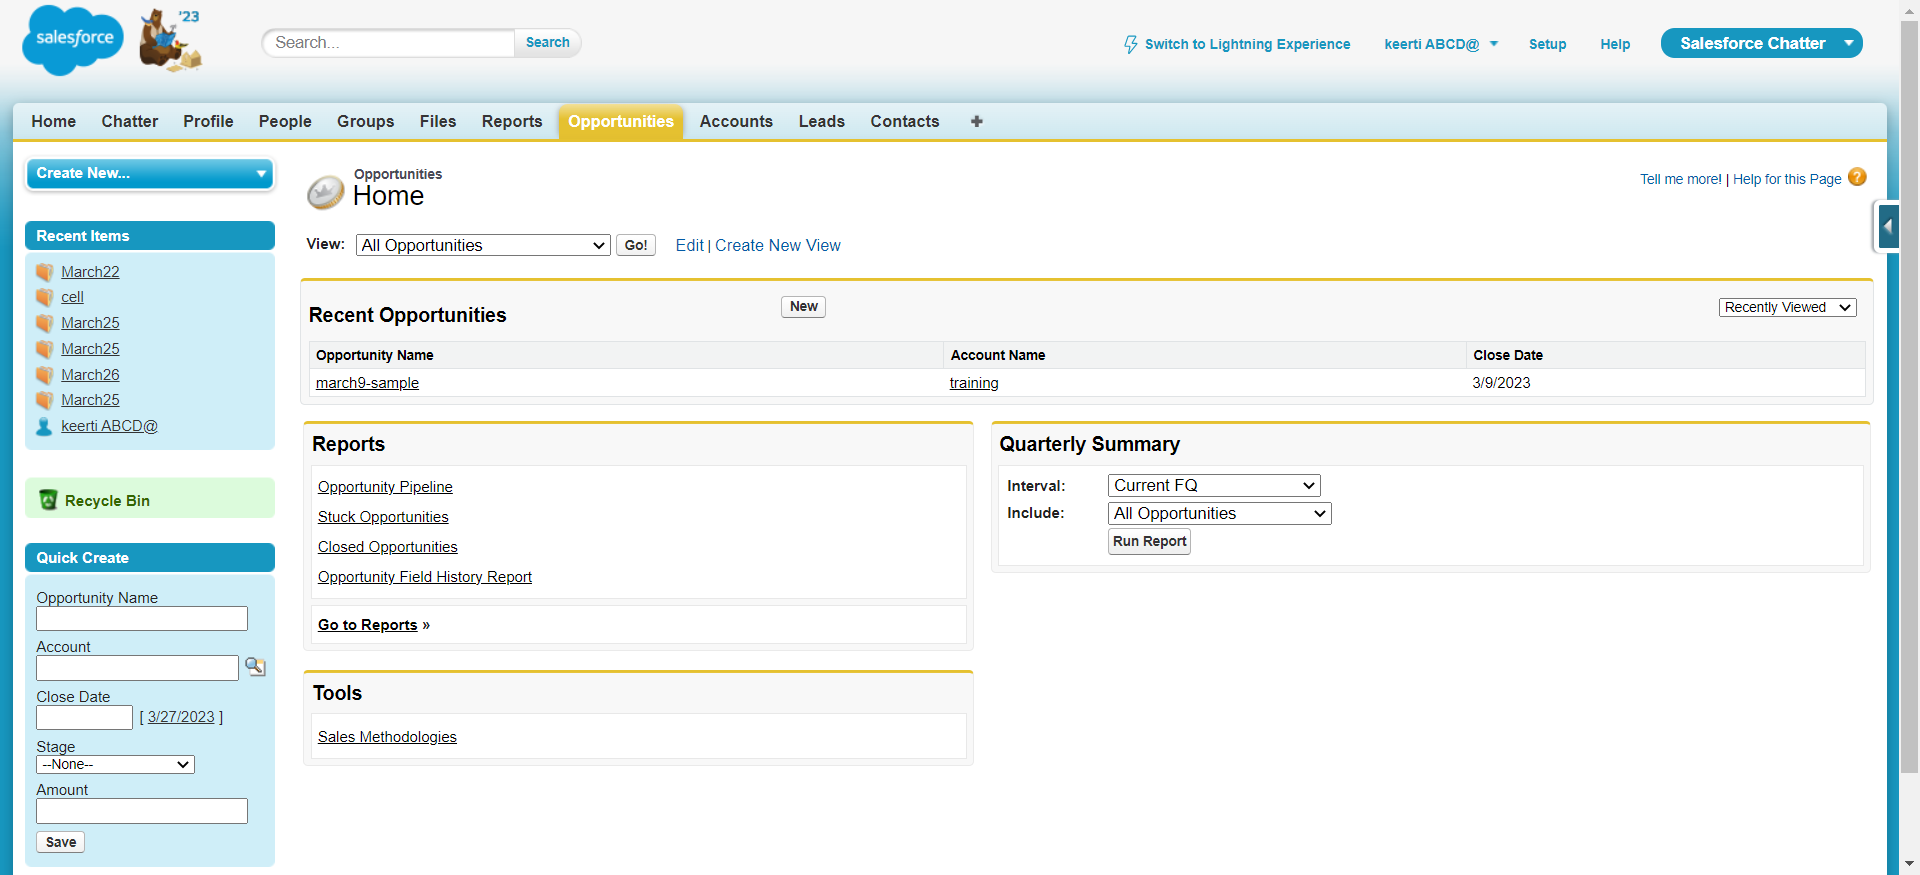 salesforce
'23
Search...
Search
Switch to Lightning Experience
keerti ABCD@
Setup
Help
Salesforce Chatter
Home
Chatter
Profile
People
Groups
Files
Reports
Opportunities
Accounts
Leads
Contacts
+
Create New...
Recent Items
March22
cell
March25
March25
March26
March25
keerti ABCD@
Recycle Bin
Quick Create
Opportunity Name
Account
Close Date
[ 3/27/2023 ]
Stage
--None--
Amount
Save
Opportunities
Home
Tell me more! | Help for this Page
?
View:
All Opportunities
Go!
Edit | Create New View
Recent Opportunities
New
Recently Viewed
Opportunity Name
Account Name
Close Date
march9-sample
training
3/9/2023
Reports
Opportunity Pipeline
Stuck Opportunities
Closed Opportunities
Opportunity Field History Report
Go to Reports »
Quarterly Summary
Interval:
Current FQ
Include:
All Opportunities
Run Report
Tools
Sales Methodologies